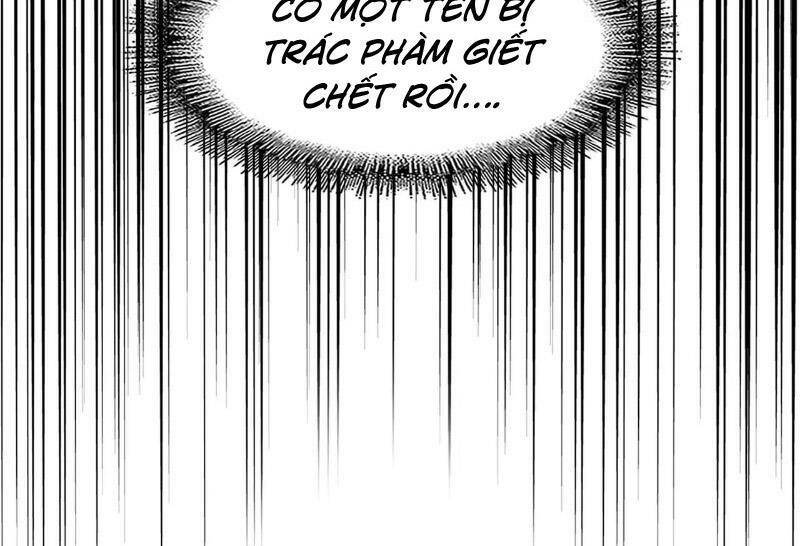 CÓ MỘT TÊN BỊ
TRÁC PHÀM GIẾT
CHẾT RỒI....